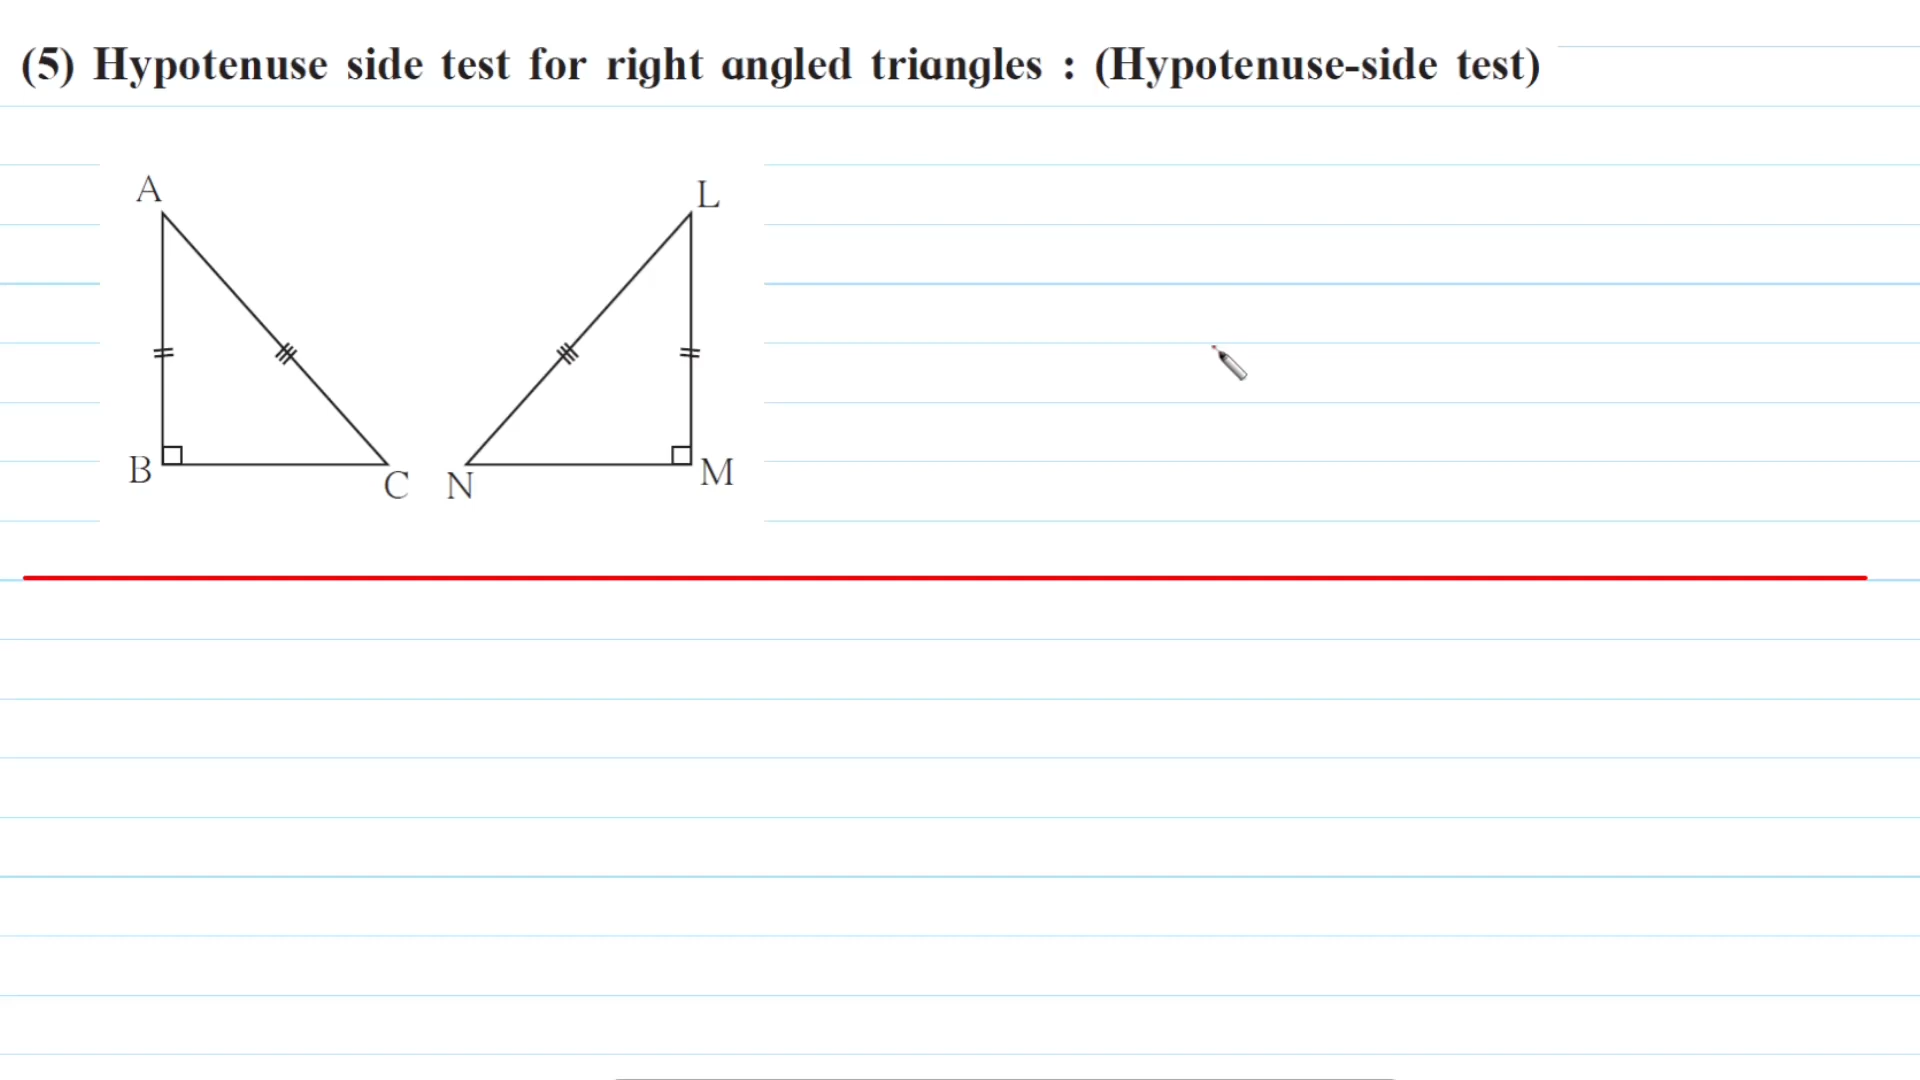 (5) Hypotenuse side test for right angled triangles : (Hypotenuse-side test)
A
L
B
C
N
M